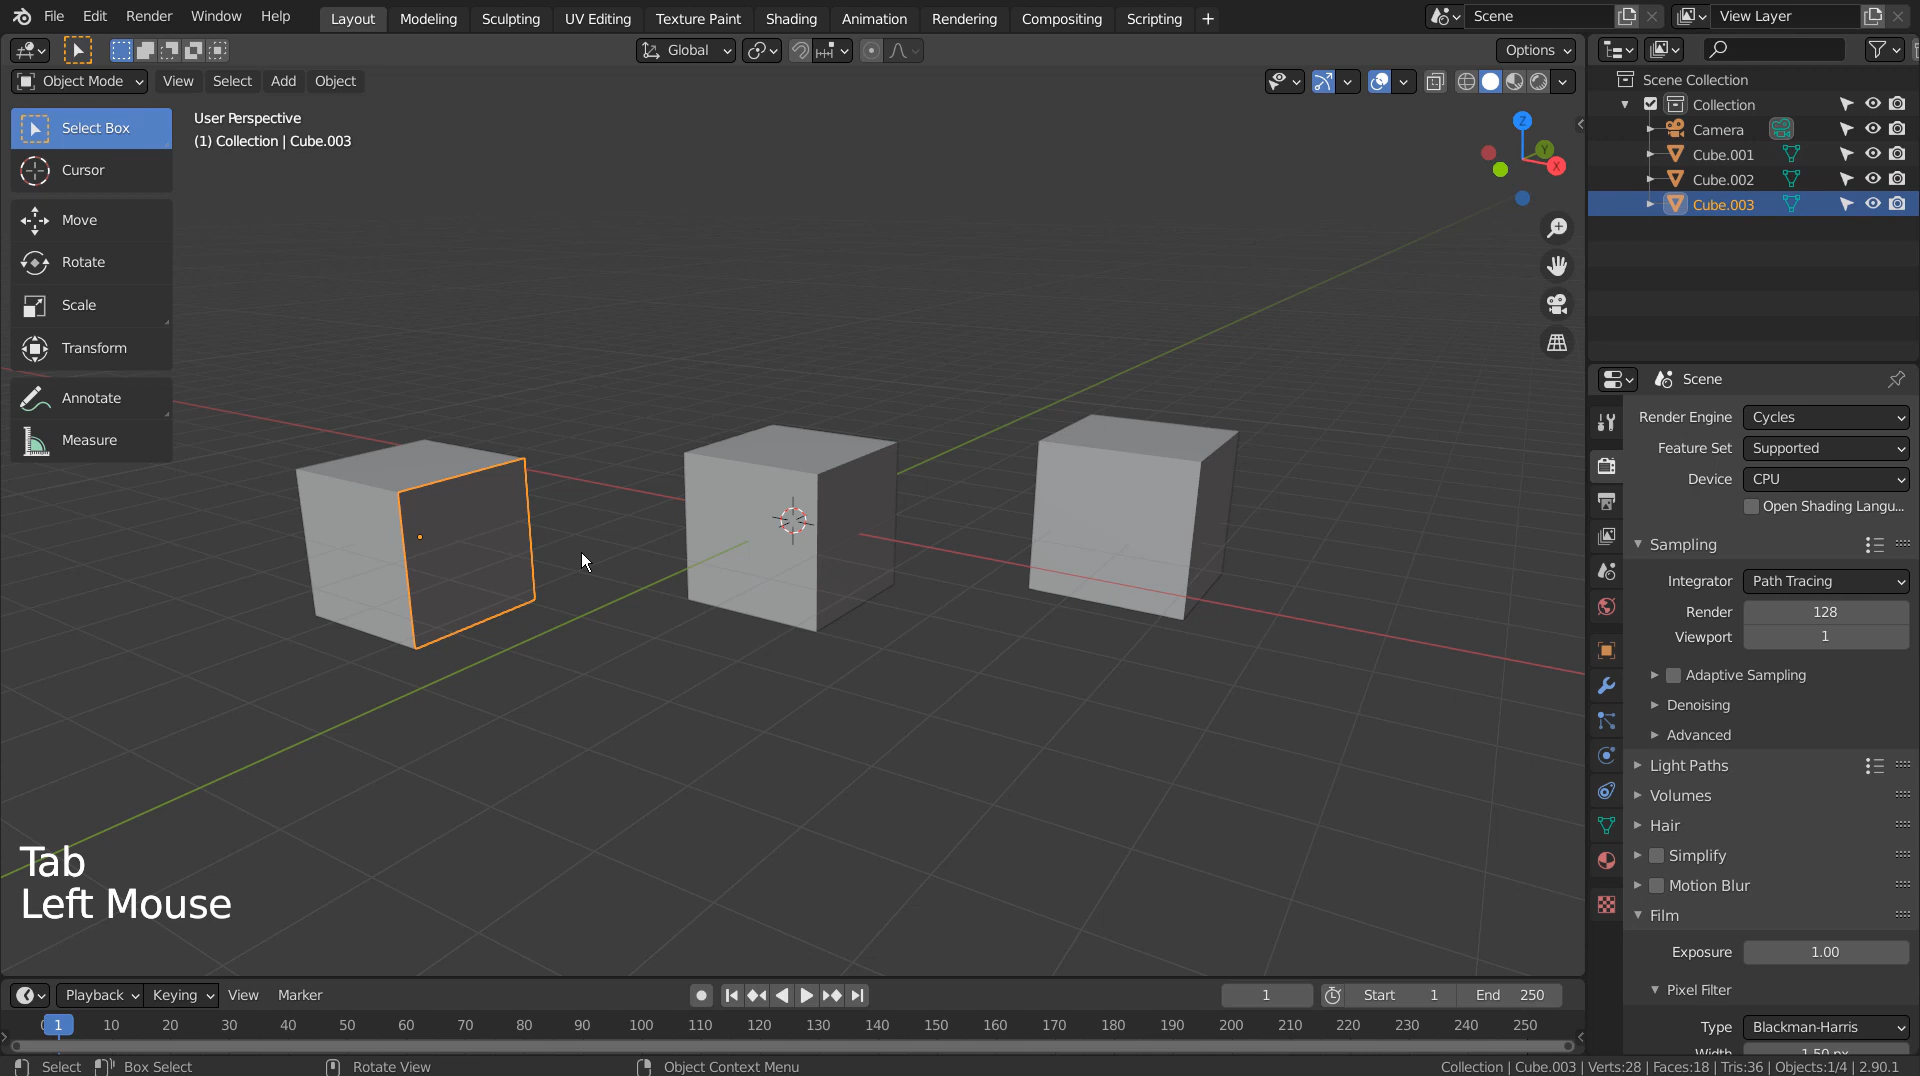 File Edit Render Window Help Layout Modeling Sculpting UV Editing Texture Paint Shading Animation Rendering Compositing Scripting + Scene View Layer
Global Options
Object Mode View Select Add Object
Scene Collection
Collection
Camera
Cube.001
Cube.002
Cube.003
Select Box
Cursor
Move
Rotate
Scale
Transform
Annotate
Measure
User Perspective
(1) Collection | Cube.003
Z
Y
X
Scene
Render Engine Cycles
Feature Set Supported
Device CPU
Open Shading Langu...
Sampling
Integrator Path Tracing
Render 128
Viewport 1
Adaptive Sampling
Denoising
Advanced
Light Paths
Volumes
Hair
Simplify
Motion Blur
Film
Exposure 1.00
Pixel Filter
Type Blackman-Harris
Width 1.50 px
Tab
Left Mouse
Playback Keying View Marker 1 Start 1 End 250
1 10 20 30 40 50 60 70 80 90 100 110 120 130 140 150 160 170 180 190 200 210 220 230 240 250
Select Box Select Rotate View Object Context Menu Collection | Cube.003 | Verts:28 | Faces:18 | Tris:36 | Objects:1/4 | 2.90.1